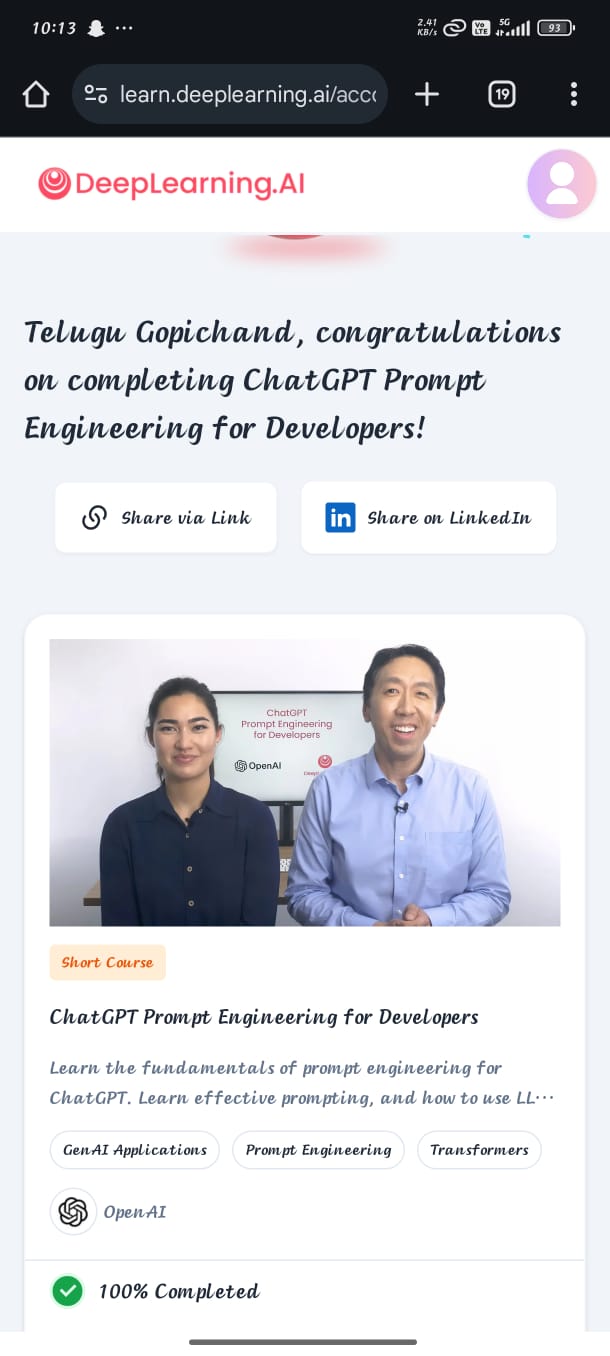 10:13 ...
2.41 KB/s Vo LTE 5G 93
learn.deeplearning.ai/acc
19
DeepLearning.AI
Telugu Gopichand, congratulations
on completing ChatGPT Prompt
Engineering for Developers!
Share via Link
in Share on LinkedIn
ChatGPT
Prompt Engineering
for Developers
OpenAI
Short Course
ChatGPT Prompt Engineering for Developers
Learn the fundamentals of prompt engineering for
ChatGPT. Learn effective prompting, and how to use LL...
GenAI Applications Prompt Engineering Transformers
OpenAI
100% Completed